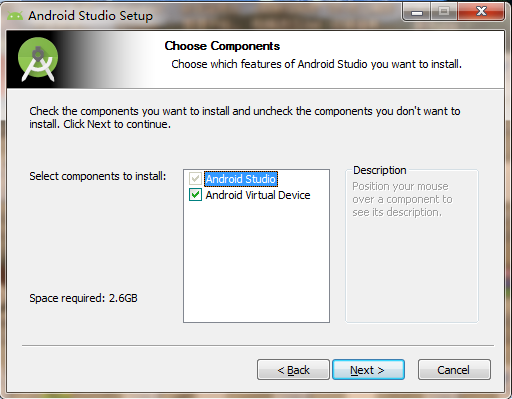 Android Studio Setup
Choose Components
Choose which features of Android Studio you want to install.
Check the components you want to install and uncheck the components you don't want to
install. Click Next to continue.
Select components to install:
Android Studio
Android Virtual Device
Description
Position your mouse
over a component to
see its description.
Space required: 2.6GB
< Back
Next >
Cancel